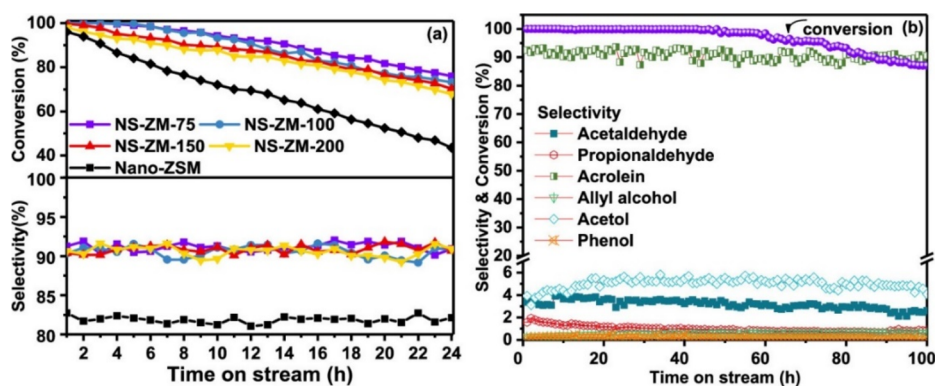 (a)
Conversion (%)
100
80
60
40
NS-ZM-75 NS-ZM-100
NS-ZM-150 NS-ZM-200
Nano-ZSM
Selectivity(%)
100
95
90
85
80
2 4 6 8 10 12 14 16 18 20 22 24
Time on stream (h)
(b)
conversion
Selectivity & Conversion (%)
100
90
80
70
60
50
40
30
20
6
4
2
0
Selectivity
Acetaldehyde
Propionaldehyde
Acrolein
Allyl alcohol
Acetol
Phenol
0 20 40 60 80 100
Time on stream (h)